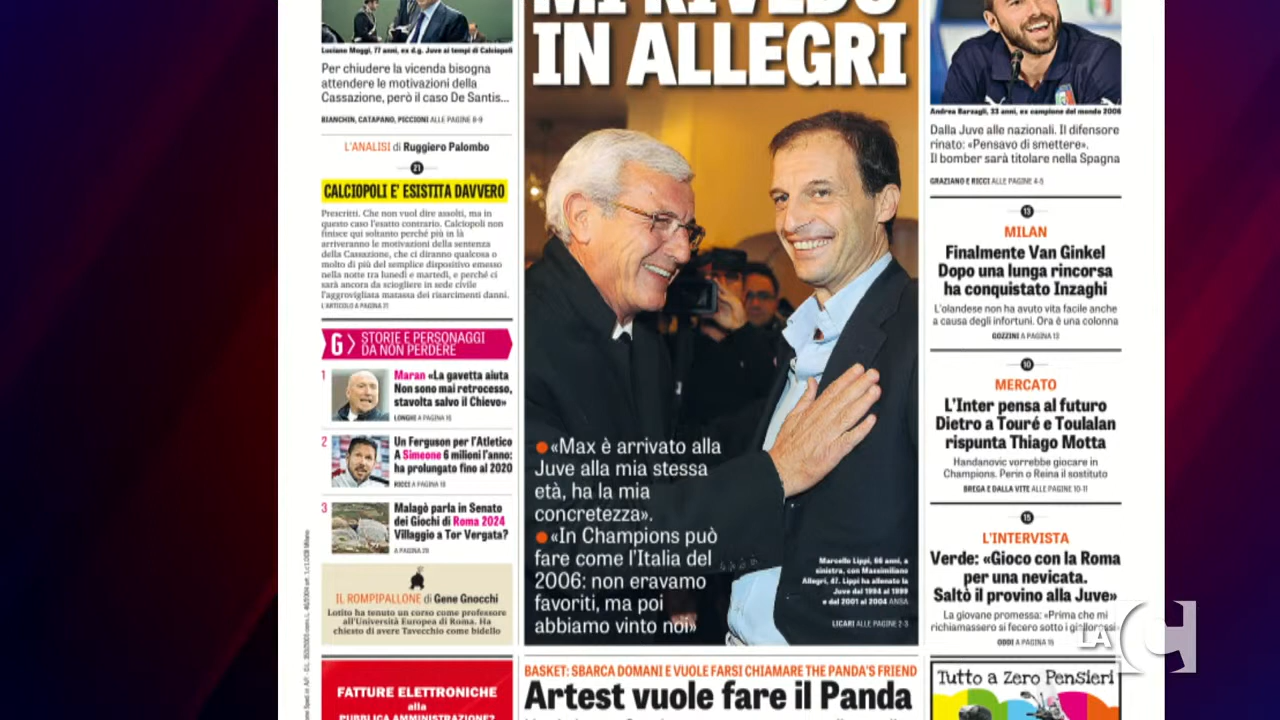 MI RIVEDO
IN ALLEGRI
Luciano Moggi, 77 anni, ex d.g. Juve ai tempi di Calciopoli
Per chiudere la vicenda bisogna
attendere le motivazioni della
Cassazione, però il caso De Santis...
BIANCHIN, CATAPANO, PICCIONI ALLE PAGINE 8-9
L'ANALISI di Ruggiero Palombo
21
CALCIOPOLI E' ESISTITA DAVVERO
Prescritti. Che non vuol dire assolti, ma in
questo caso l'esatto contrario. Calciopoli non
finisce qui soltanto perché più in là
arriveranno le motivazioni della sentenza
della Cassazione, che ci diranno qualcosa o
molto di più del semplice dispositivo emesso
nella notte tra lunedì e martedì, e perché ci
sarà ancora da sciogliere in sede civile
l'aggrovigliata matassa dei risarcimenti danni.
L'ARTICOLO A PAGINA 21
G STORIE E PERSONAGGI
DA NON PERDERE
1 Maran «La gavetta aiuta
Non sono mai retrocesso,
stavolta salvo il Chievo»
LONGHI A PAGINA 16
2 Un Ferguson per l'Atletico
A Simeone 6 milioni l'anno:
ha prolungato fino al 2020
RICCI A PAGINA 18
3 Malagò parla in Senato
dei Giochi di Roma 2024
Villaggio a Tor Vergata?
A PAGINA 28
IL ROMPIPALLONE di Gene Gnocchi
Lotito ha tenuto un corso come professore
all'Università Europea di Roma. Ha
chiesto di avere Tavecchio come bidello
FATTURE ELETTRONICHE
alla
PUBBLICA AMMINISTRAZIONE?
●«Max è arrivato alla
Juve alla mia stessa
età, ha la mia
concretezza».
●«In Champions può
fare come l'Italia del
2006: non eravamo
favoriti, ma poi
abbiamo vinto noi»
Marcello Lippi, 66 anni, a
sinistra, con Massimiliano
Allegri, 47. Lippi ha allenato la
Juve dal 1994 al 1999
e dal 2001 al 2004 ANSA
LICARI ALLE PAGINE 2-3
BASKET: SBARCA DOMANI E VUOLE FARSI CHIAMARE THE PANDA'S FRIEND
Artest vuole fare il Panda
Andrea Barzagli, 33 anni, ex campione del mondo 2006
Dalla Juve alle nazionali. Il difensore
rinato: «Pensavo di smettere».
Il bomber sarà titolare nella Spagna
GRAZIANO E RICCI ALLE PAGINE 4-5
13
MILAN
Finalmente Van Ginkel
Dopo una lunga rincorsa
ha conquistato Inzaghi
L'olandese non ha avuto vita facile anche
a causa degli infortuni. Ora è una colonna
GOZZINI A PAGINA 13
10
MERCATO
L'Inter pensa al futuro
Dietro a Touré e Toulalan
rispunta Thiago Motta
Handanovic vorrebbe giocare in
Champions. Perin o Reina il sostituto
BREGA E DALLA VITE ALLE PAGINE 10-11
15
L'INTERVISTA
Verde: «Gioco con la Roma
per una nevicata.
Saltò il provino alla Juve»
La giovane promessa: «Prima che mi
richiamassero si fecero sotto i giallorossi»
ODDI A PAGINA 15
LA C
Tutto a Zero Pensieri